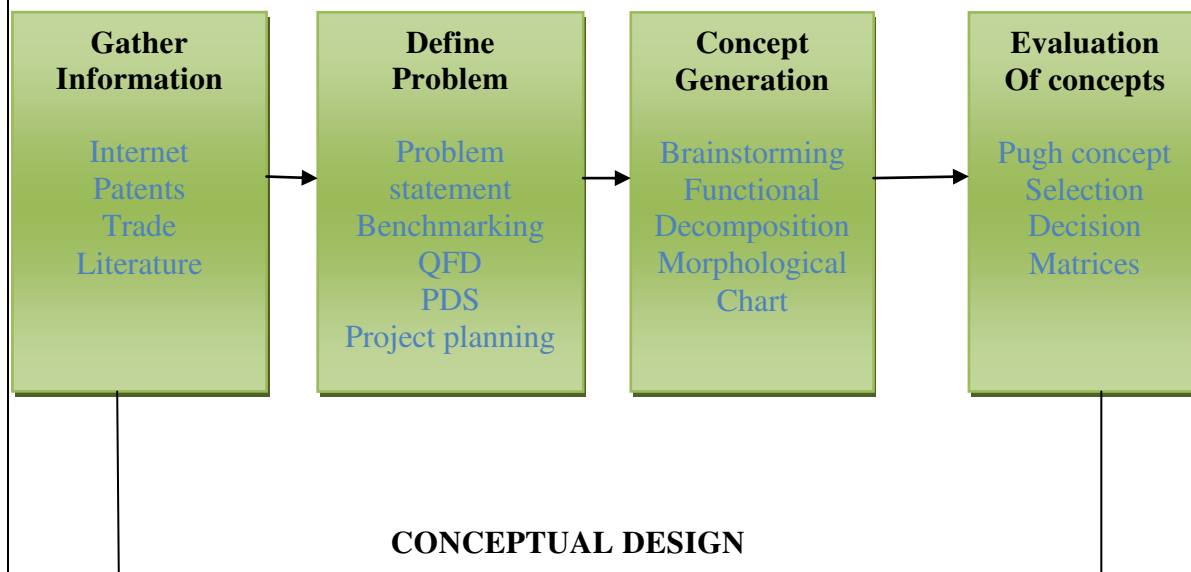 Gather
Information
Internet
Patents
Trade
Literature
Define
Problem
Problem
statement
Benchmarking
QFD
PDS
Project planning
Concept
Generation
Brainstorming
Functional
Decomposition
Morphological
Chart
Evaluation
Of concepts
Pugh concept
Selection
Decision
Matrices
CONCEPTUAL DESIGN